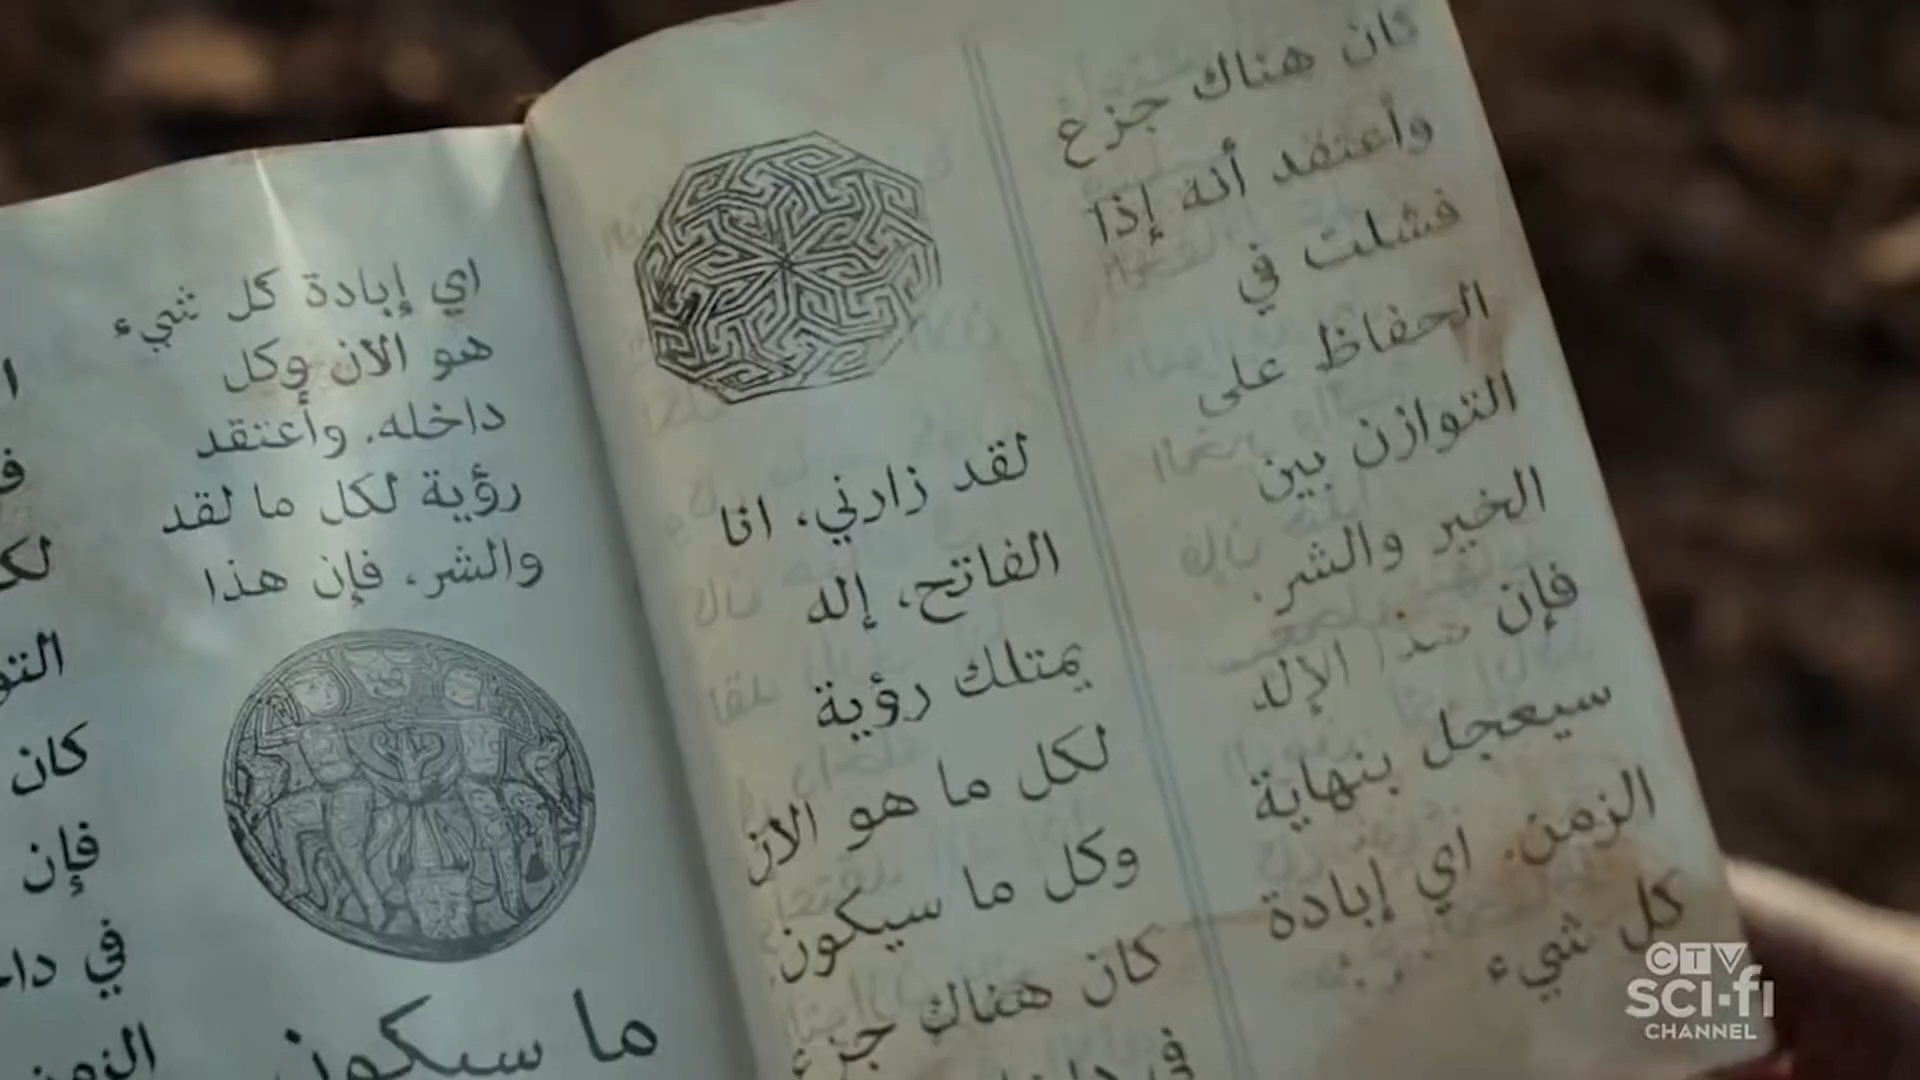 كان هناك جزع
وأعتقد أنه إذا
فشلت في
الحفاظ على
التوازن بين
الخير والشر.
فإن هذا الإله
سيعجل بنهاية
الزمن. اي إبادة
كل شيء
لقد زارني، انا
الفاتح، إله
يمتلك رؤية
لكل ما هو الان
وكل ما سيكون.
كان هناك جزع
اي إبادة كل شيء
هو الان وكل
داخله. وأعتقد
رؤية لكل ما لقد
والشر، فإن هذا
ما سيكون
كان
فإن
في
الزمن
CTV
SCI-fi
CHANNEL